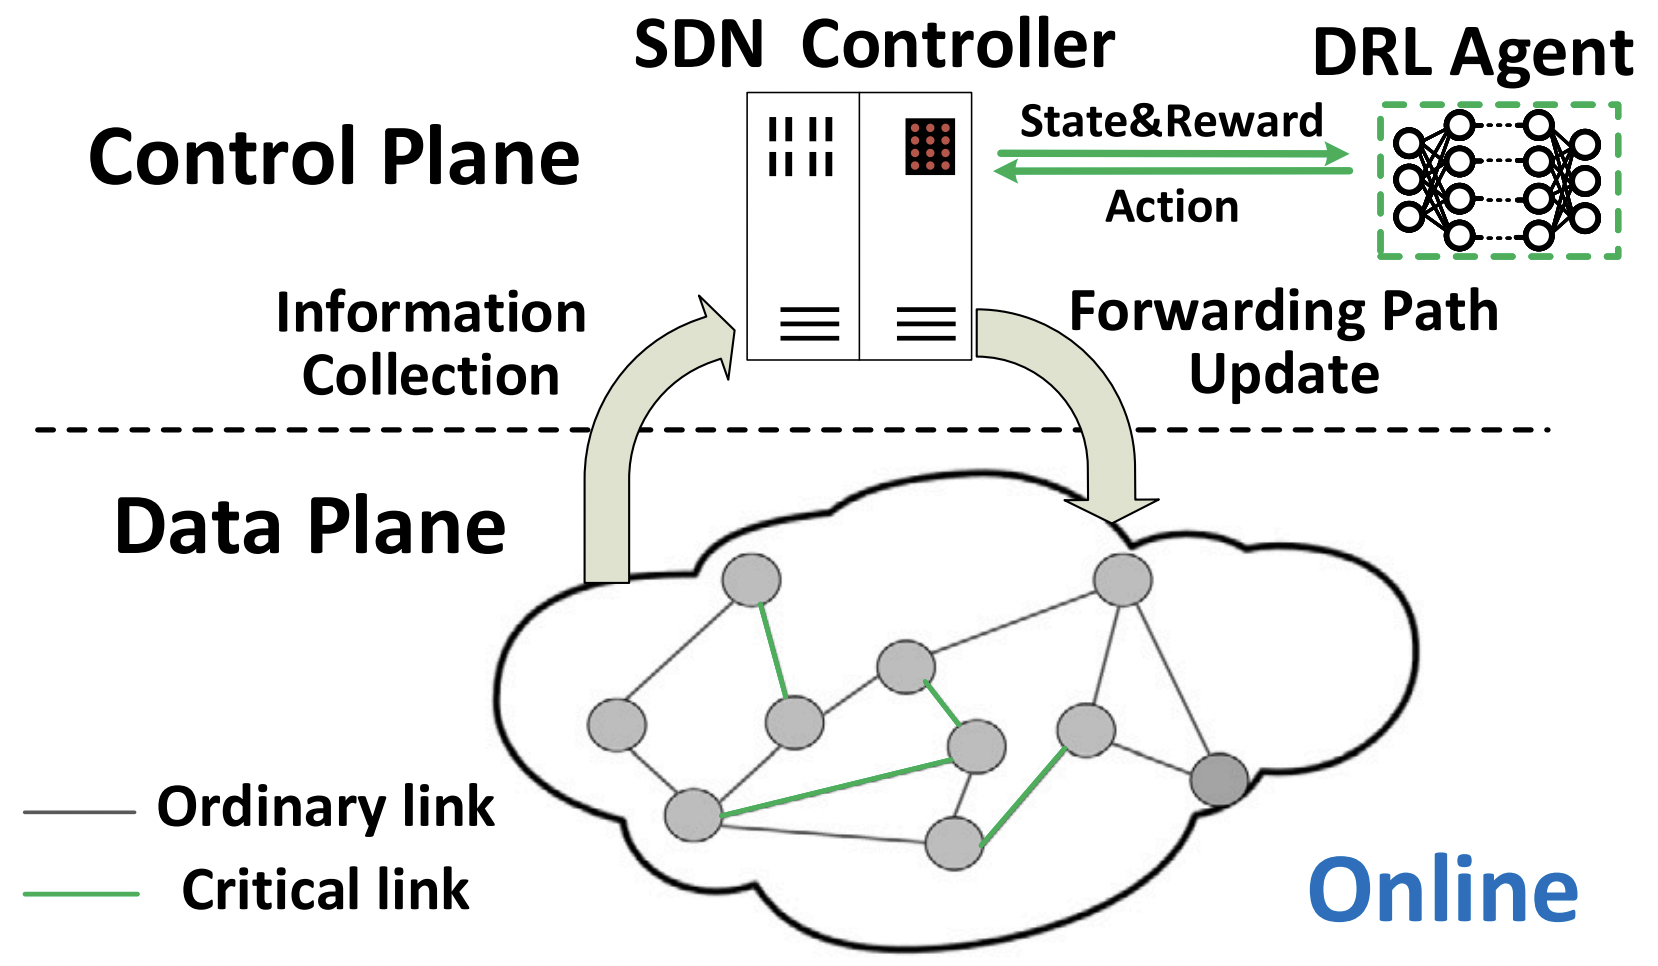 SDN Controller
DRL Agent
Control Plane
State&Reward
Action
Information
Collection
Forwarding Path
Update
Data Plane
Ordinary link
Critical link
Online